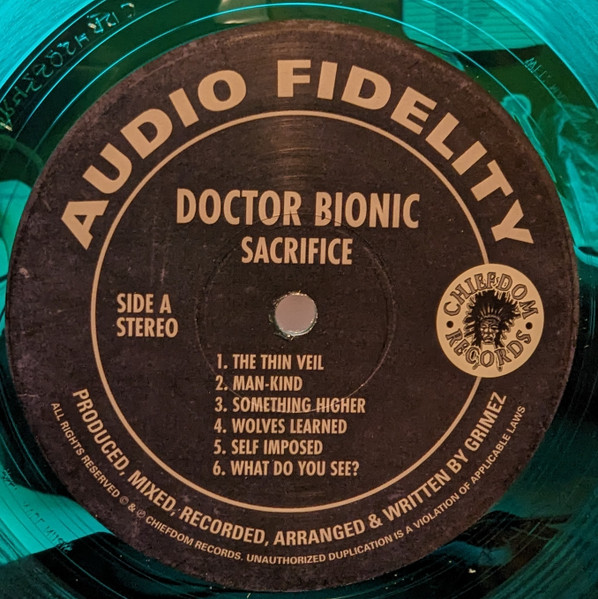 AUDIO FIDELITY
DOCTOR BIONIC
SACRIFICE
SIDE A
STEREO
CHIEFDOM
RECORDS
1. THE THIN VEIL
2. MAN-KIND
3. SOMETHING HIGHER
4. WOLVES LEARNED
5. SELF IMPOSED
6. WHAT DO YOU SEE?
PRODUCED, MIXED, RECORDED, ARRANGED & WRITTEN BY GRIMEZ
ALL RIGHTS RESERVED © & ℗ CHIEFDOM RECORDS. UNAUTHORIZED DUPLICATION IS A VIOLATION OF APPLICABLE LAWS